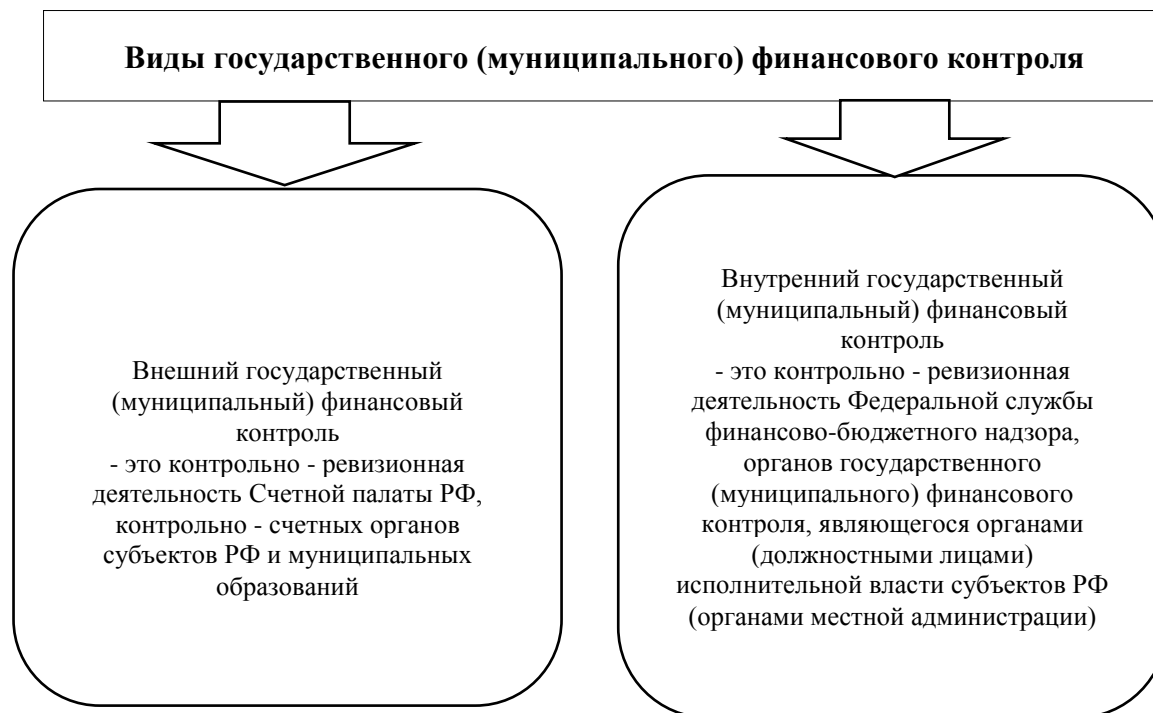 Виды государственного (муниципального) финансового контроля
Внешний государственный
(муниципальный) финансовый
контроль
- это контрольно - ревизионная
деятельность Счетной палаты РФ,
контрольно - счетных органов
субъектов РФ и муниципальных
образований
Внутренний государственный
(муниципальный) финансовый
контроль
- это контрольно - ревизионная
деятельность Федеральной службы
финансово-бюджетного надзора,
органов государственного
(муниципального) финансового
контроля, являющегося органами
(должностными лицами)
исполнительной власти субъектов РФ
(органами местной администрации)